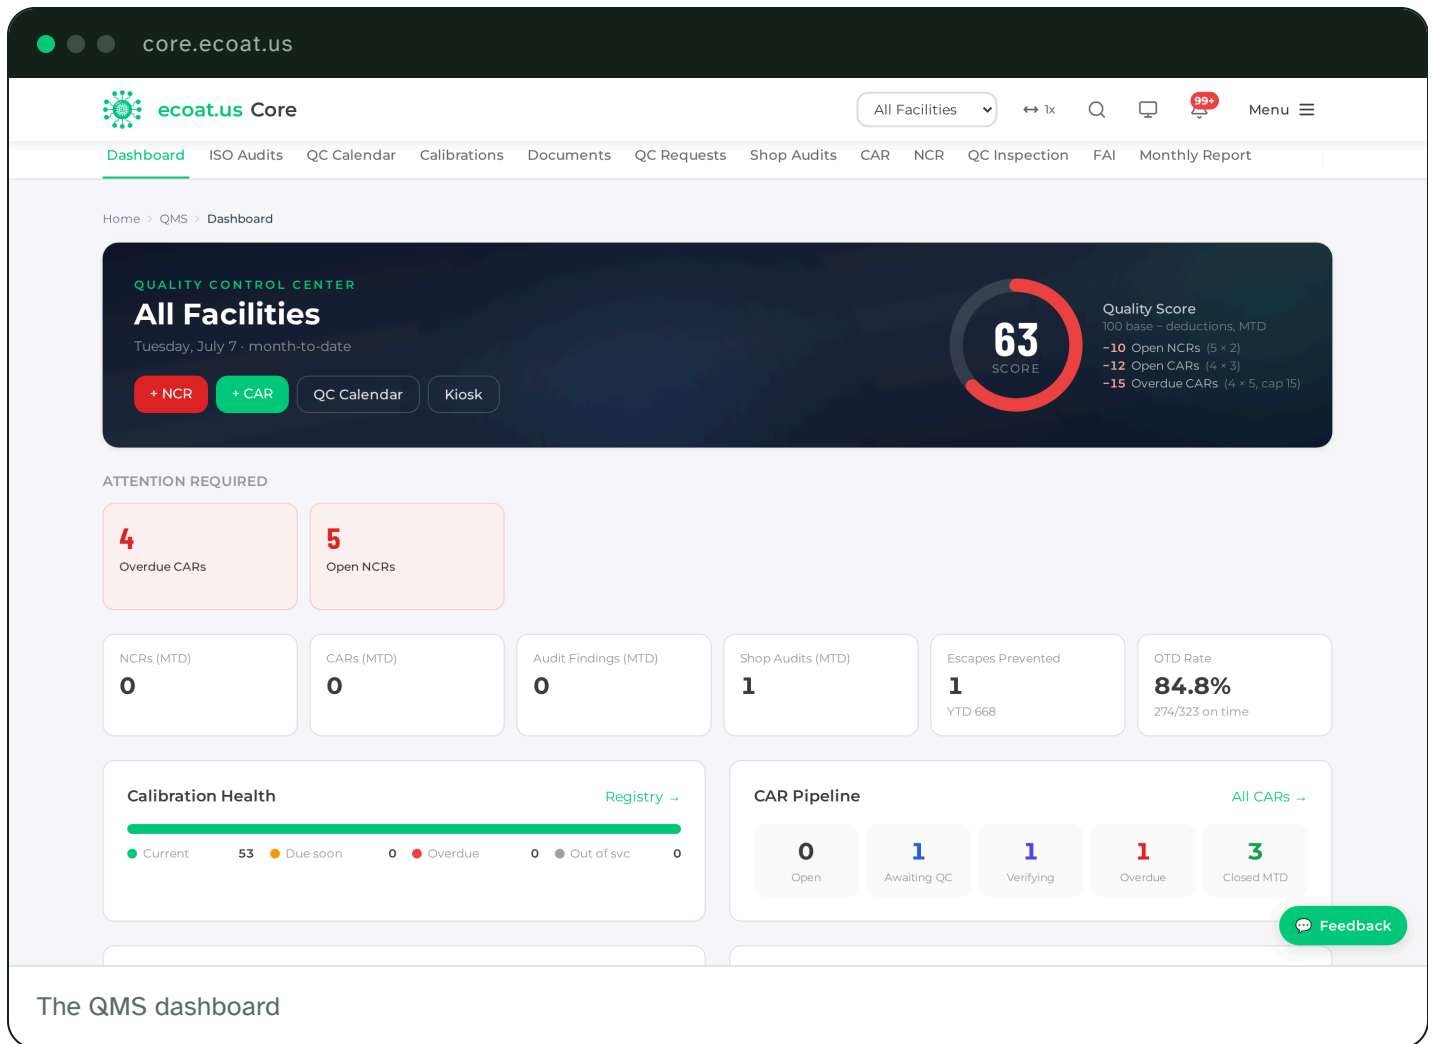 core.ecoat.us
ecoat.us Core
All Facilities
1x
99+
Menu
Dashboard ISO Audits QC Calendar Calibrations Documents QC Requests Shop Audits CAR NCR QC Inspection FAI Monthly Report
Home › QMS › Dashboard
QUALITY CONTROL CENTER
All Facilities
Tuesday, July 7 · month-to-date
+ NCR + CAR QC Calendar Kiosk
63
SCORE
Quality Score
100 base − deductions, MTD
−10 Open NCRs (5 × 2)
−12 Open CARs (4 × 3)
−15 Overdue CARs (4 × 5, cap 15)
ATTENTION REQUIRED
4
Overdue CARs
5
Open NCRs
NCRs (MTD)
0
CARs (MTD)
0
Audit Findings (MTD)
0
Shop Audits (MTD)
1
Escapes Prevented
1
YTD 668
OTD Rate
84.8%
274/323 on time
Calibration Health
Registry →
Current 53 Due soon 0 Overdue 0 Out of svc 0
CAR Pipeline
All CARs →
0
Open
1
Awaiting QC
1
Verifying
1
Overdue
3
Closed MTD
Feedback
The QMS dashboard